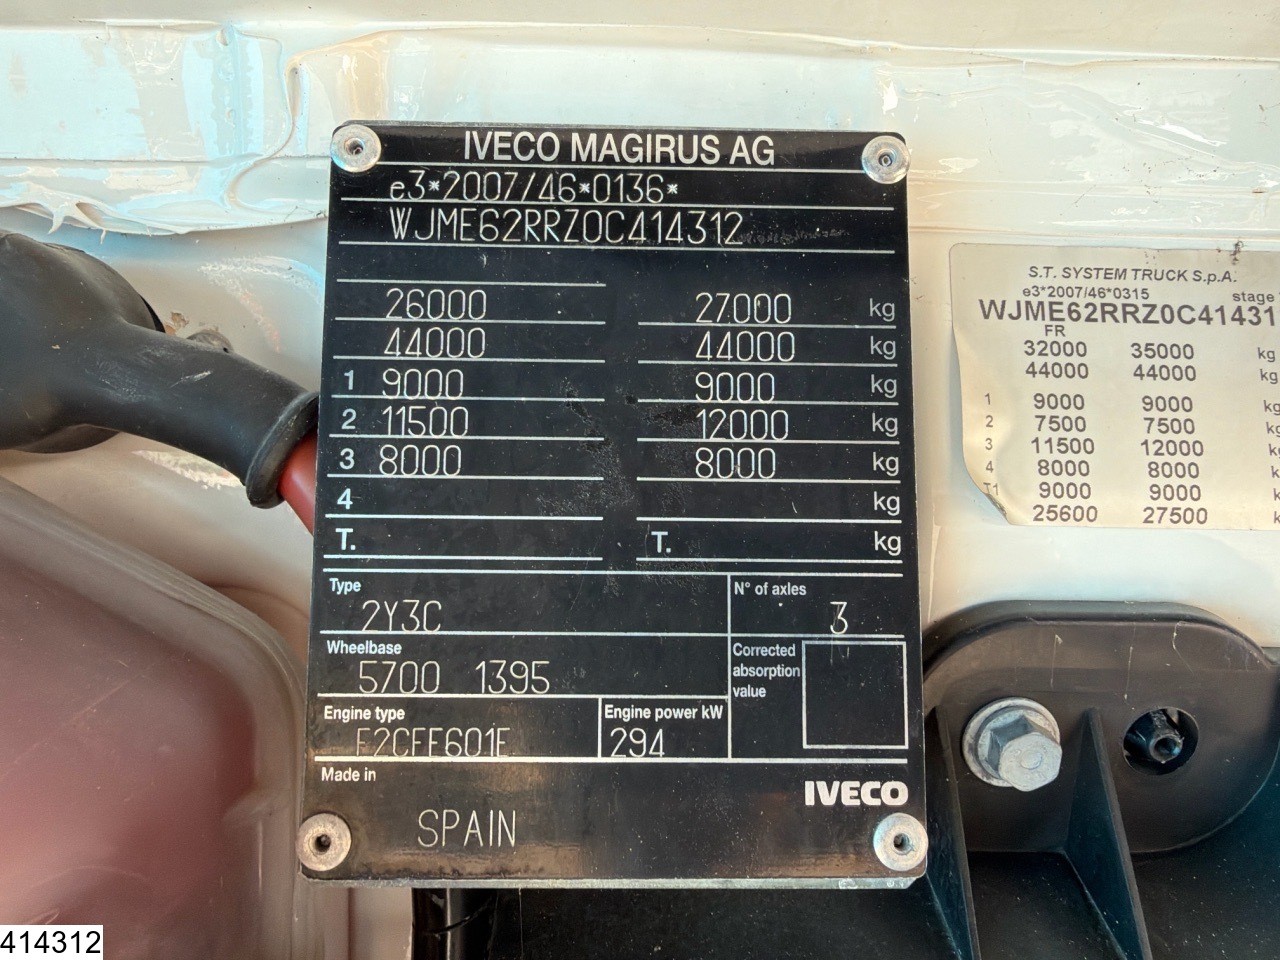 IVECO MAGIRUS AG
e3*2007/46*0136*
WJME62RRZ0C414312
26000 27000 kg
44000 44000 kg
1 9000 9000 kg
2 11500 12000 kg
3 8000 8000 kg
4 kg
T. T. kg
Type
2Y3C
N° of axles
3
Wheelbase
5700 1395
Corrected
absorption
value
Engine type
F2CFE601E
Engine power kW
294
Made in
SPAIN
IVECO
S.T. SYSTEM TRUCK S.p.A.
e3*2007/46*0315 stage
WJME62RRZ0C41431
FR
32000 35000 kg
44000 44000 kg
1 9000 9000 kg
2 7500 7500 k
3 11500 12000 k
4 8000 8000 k
T1 9000 9000 k
25600 27500 k
414312